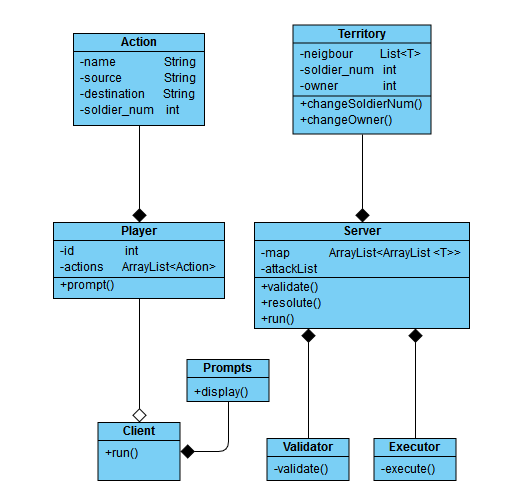 Action
-name String
-source String
-destination String
-soldier_num int
Territory
-neigbour List<T>
-soldier_num int
-owner int
+changeSoldierNum()
+changeOwner()
Player
-id int
-actions ArrayList<Action>
+prompt()
Server
-map ArrayList<ArrayList <T>>
-attackList
+validate()
+resolute()
+run()
Prompts
+display()
Client
+run()
Validator
-validate()
Executor
-execute()